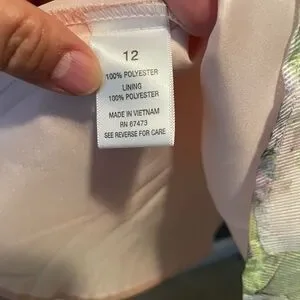 12
100% POLYESTER
LINING
100% POLYESTER
MADE IN VIETNAM
RN 67473
SEE REVERSE FOR CARE